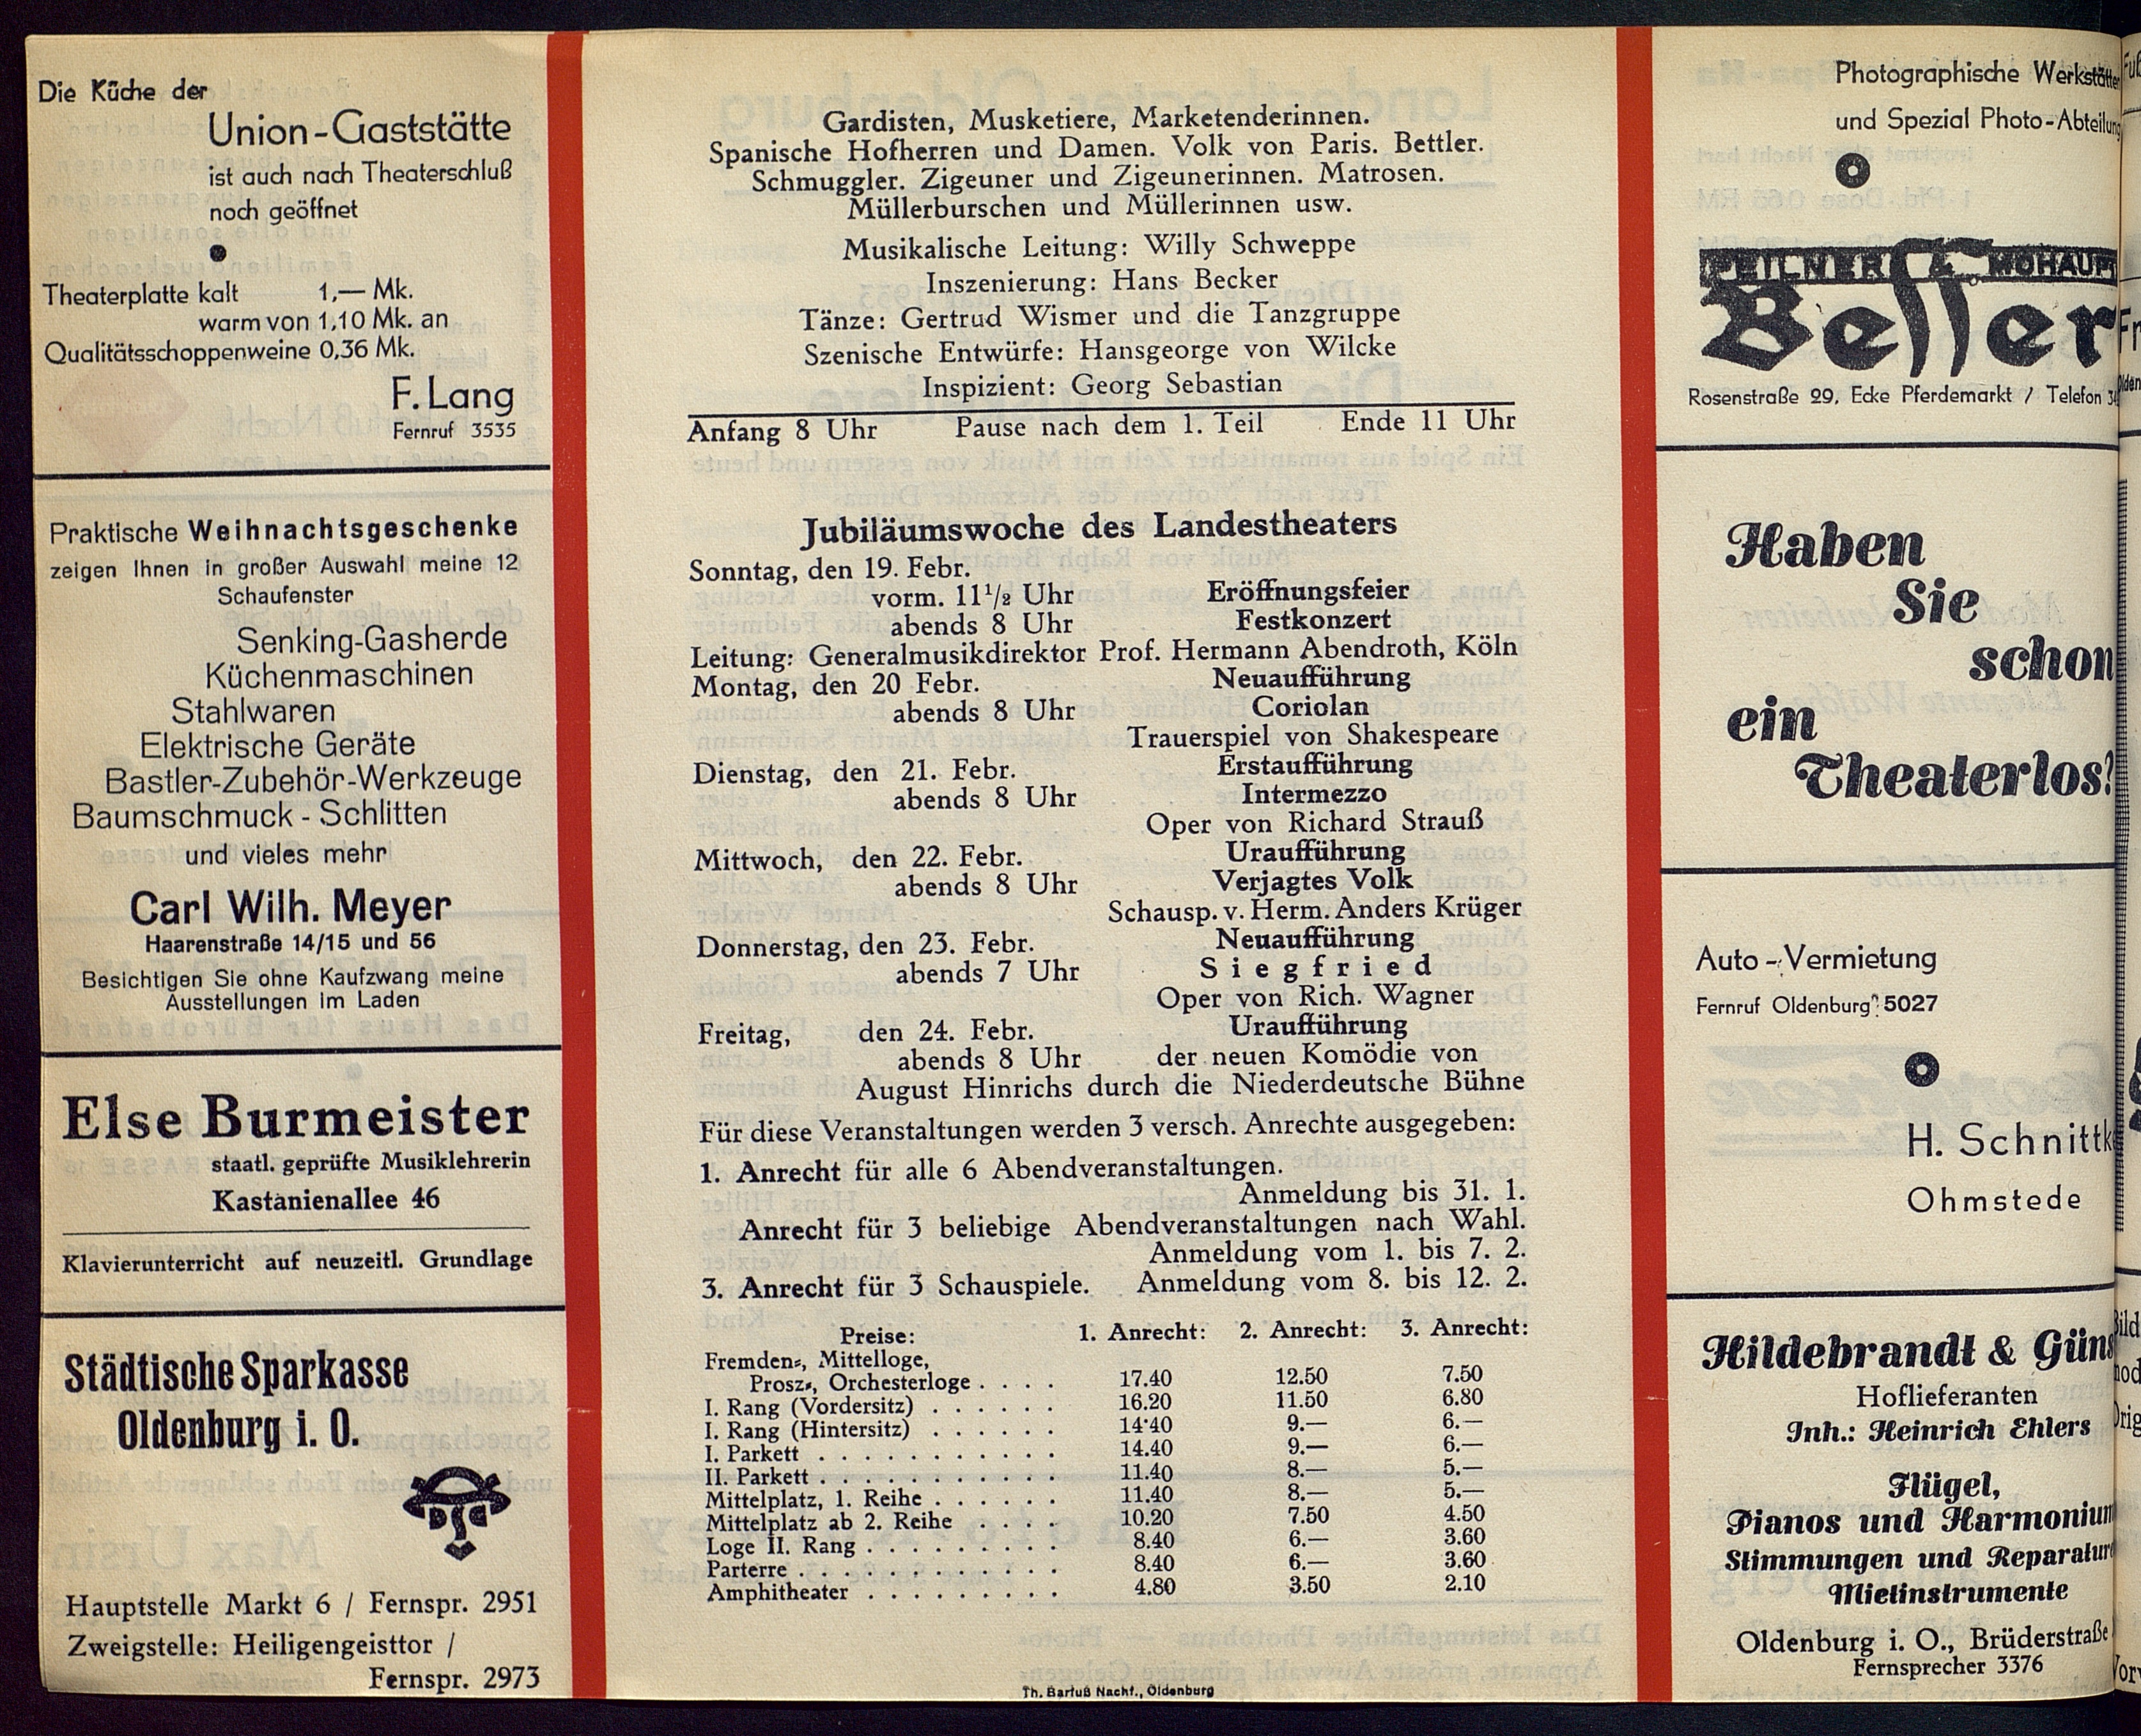 Die Küche der
Union-Gaststätte
ist auch nach Theaterschluß
noch geöffnet
Theaterplatte kalt 1,— Mk.
warm von 1,10 Mk. an
Qualitätsschoppenweine 0,36 Mk.
F. Lang
Fernruf 3535
Praktische Weihnachtsgeschenke
zeigen Ihnen in großer Auswahl meine 12
Schaufenster
Senking-Gasherde
Küchenmaschinen
Stahlwaren
Elektrische Geräte
Bastler-Zubehör-Werkzeuge
Baumschmuck - Schlitten
und vieles mehr
Carl Wilh. Meyer
Haarenstraße 14/15 und 56
Besichtigen Sie ohne Kaufzwang meine
Ausstellungen im Laden
Else Burmeister
staatl. geprüfte Musiklehrerin
Kastanienallee 46
Klavierunterricht auf neuzeitl. Grundlage
Städtische Sparkasse
Oldenburg i. O.
Hauptstelle Markt 6 / Fernspr. 2951
Zweigstelle: Heiligengeisttor /
Fernspr. 2973
Gardisten, Musketiere, Marketenderinnen.
Spanische Hofherren und Damen. Volk von Paris. Bettler.
Schmuggler. Zigeuner und Zigeunerinnen. Matrosen.
Müllerburschen und Müllerinnen usw.
Musikalische Leitung: Willy Schweppe
Inszenierung: Hans Becker
Tänze: Gertrud Wismer und die Tanzgruppe
Szenische Entwürfe: Hansgeorge von Wilcke
Inspizient: Georg Sebastian
Anfang 8 Uhr Pause nach dem 1. Teil Ende 11 Uhr
Jubiläumswoche des Landestheaters
Sonntag, den 19. Febr.
vorm. 11½ Uhr Eröffnungsfeier
abends 8 Uhr Festkonzert
Leitung: Generalmusikdirektor Prof. Hermann Abendroth, Köln
Montag, den 20 Febr. Neuaufführung
abends 8 Uhr Coriolan
Trauerspiel von Shakespeare
Dienstag, den 21. Febr. Erstaufführung
abends 8 Uhr Intermezzo
Oper von Richard Strauß
Mittwoch, den 22. Febr. Uraufführung
abends 8 Uhr Verjagtes Volk
Schausp. v. Herm. Anders Krüger
Donnerstag, den 23. Febr. Neuaufführung
abends 7 Uhr Siegfried
Oper von Rich. Wagner
Freitag, den 24. Febr. Uraufführung
abends 8 Uhr der neuen Komödie von
August Hinrichs durch die Niederdeutsche Bühne
Für diese Veranstaltungen werden 3 versch. Anrechte ausgegeben:
1. Anrecht für alle 6 Abendveranstaltungen.
Anmeldung bis 31. 1.
Anrecht für 3 beliebige Abendveranstaltungen nach Wahl.
Anmeldung vom 1. bis 7. 2.
3. Anrecht für 3 Schauspiele. Anmeldung vom 8. bis 12. 2.
Preise: 1. Anrecht: 2. Anrecht: 3. Anrecht:
Fremden-, Mittelloge,
Prosz-, Orchesterloge . . . . 17.40 12.50 7.50
I. Rang (Vordersitz) . . . . . . 16.20 11.50 6.80
I. Rang (Hintersitz) . . . . . . 14·40 9.— 6.—
I. Parkett . . . . . . . . . . . 14.40 9.— 6.—
II. Parkett . . . . . . . . . . . 11.40 8.— 5.—
Mittelplatz, 1. Reihe . . . . . . 11.40 8.— 5.—
Mittelplatz ab 2. Reihe . . . . 10.20 7.50 4.50
Loge II. Rang . . . . . . . . . 8.40 6.— 3.60
Parterre . . . . . . . . . . . . 8.40 6.— 3.60
Amphitheater . . . . . . . . . 4.80 3.50 2.10
Th. Barfuß Nachf., Oldenburg
Photographische Werkstätte
und Spezial Photo-Abteilung
PEILNER & MOHAUPT
Besser
Rosenstraße 29, Ecke Pferdemarkt / Telefon
Haben
Sie
schon
ein
Theaterlos?
Auto-Vermietung
Fernruf Oldenburg 5027
H. Schnittk
Ohmstede
Hildebrandt & Güns
Hoflieferanten
Inh.: Heinrich Ehlers
Flügel,
Pianos und Harmonium
Stimmungen und Reparatur
Mietinstrumente
Oldenburg i. O., Brüderstraße
Fernsprecher 3376